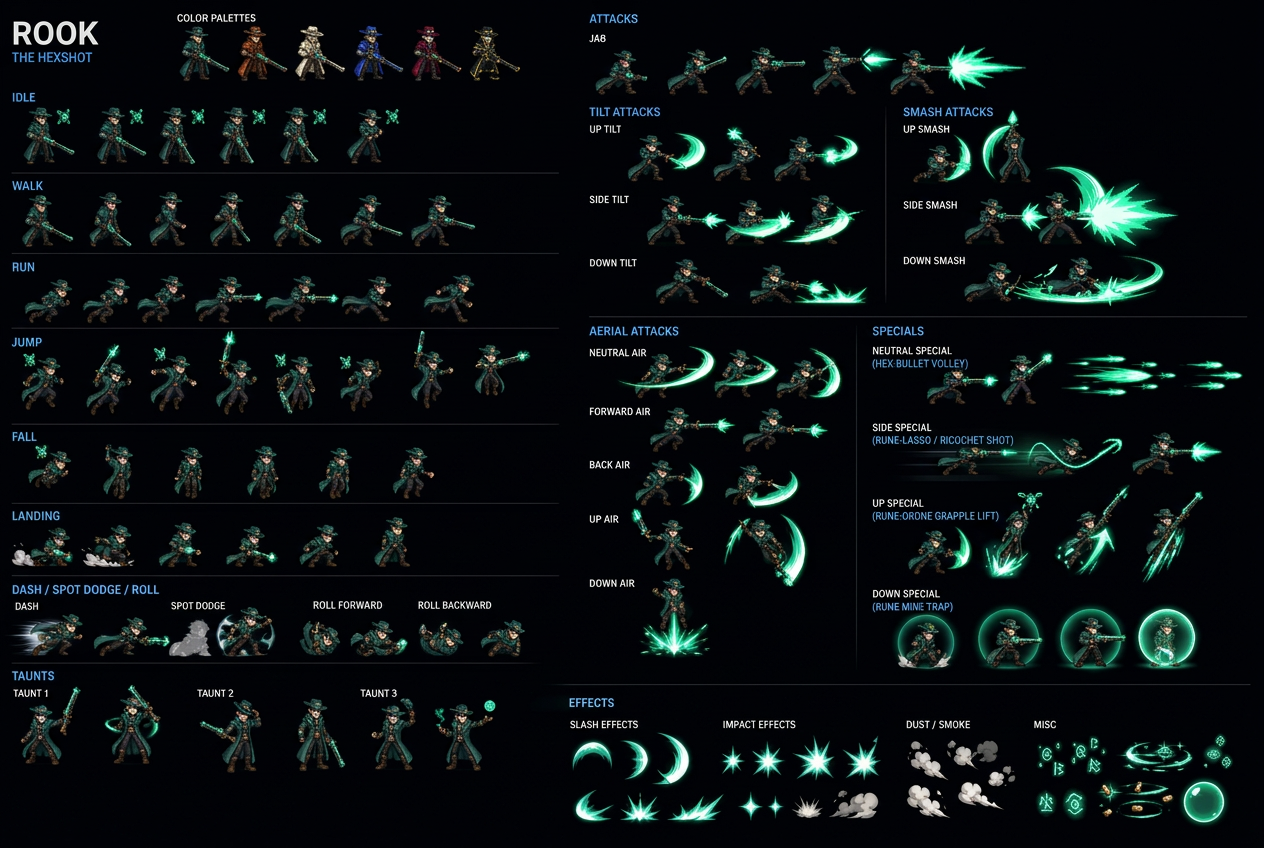 ROOK
THE HEXSHOT
COLOR PALETTES
IDLE
WALK
RUN
JUMP
FALL
LANDING
DASH / SPOT DODGE / ROLL
DASH
SPOT DODGE
ROLL FORWARD
ROLL BACKWARD
TAUNTS
TAUNT 1
TAUNT 2
TAUNT 3
ATTACKS
JAB
TILT ATTACKS
UP TILT
SIDE TILT
DOWN TILT
SMASH ATTACKS
UP SMASH
SIDE SMASH
DOWN SMASH
AERIAL ATTACKS
NEUTRAL AIR
FORWARD AIR
BACK AIR
UP AIR
DOWN AIR
SPECIALS
NEUTRAL SPECIAL
(HEX-BULLET VOLLEY)
SIDE SPECIAL
(RUNE-LASSO / RICOCHET SHOT)
UP SPECIAL
(RUNE-DRONE GRAPPLE LIFT)
DOWN SPECIAL
(RUNE MINE TRAP)
EFFECTS
SLASH EFFECTS
IMPACT EFFECTS
DUST / SMOKE
MISC